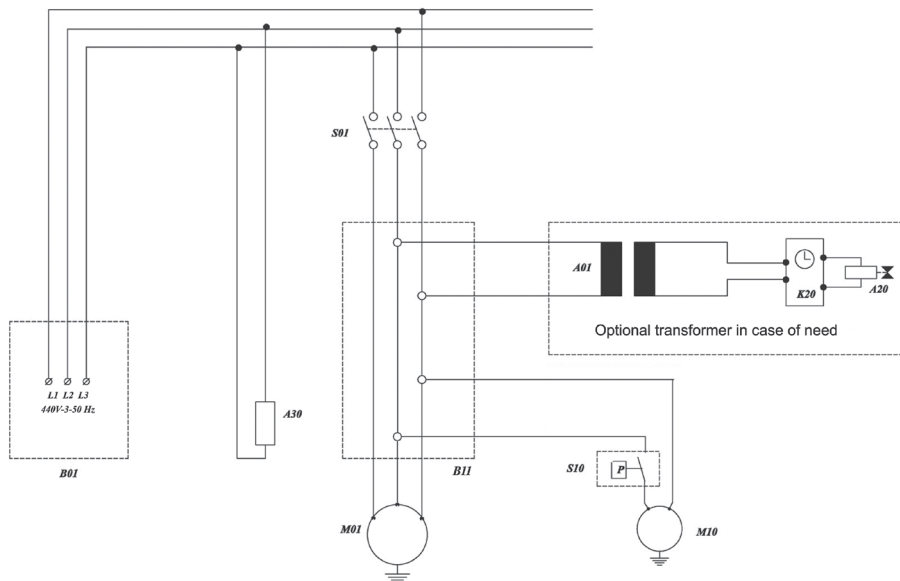 S01
A01
K20
A20
Optional transformer in case of need
L1 L2 L3
440V-3-50 Hz
B01
A30
B11
S10
P
M01
M10